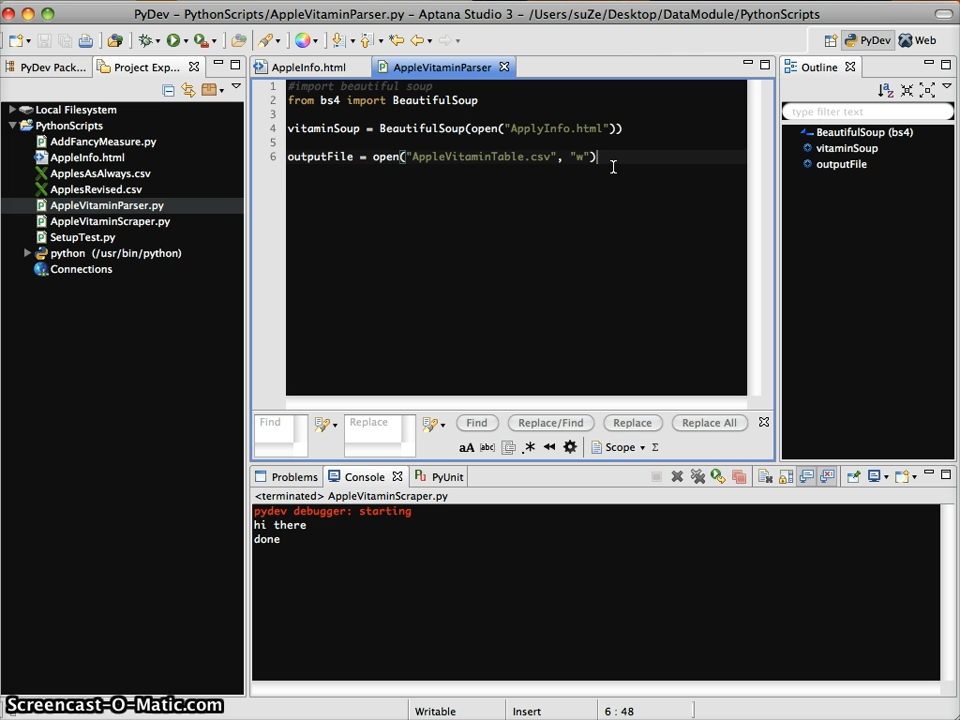 PyDev - PythonScripts/AppleVitaminParser.py - Aptana Studio 3 - /Users/suZe/Desktop/DataModule/PythonScripts
PyDev
Web
PyDev Pack...
Project Exp...
Local Filesystem
PythonScripts
AddFancyMeasure.py
AppleInfo.html
ApplesAsAlways.csv
ApplesRevised.csv
AppleVitaminParser.py
AppleVitaminScraper.py
SetupTest.py
python (/usr/bin/python)
Connections
AppleInfo.html
AppleVitaminParser
1 #import beautiful soup
2 from bs4 import BeautifulSoup
3
4 vitaminSoup = BeautifulSoup(open("ApplyInfo.html"))
5
6 outputFile = open("AppleVitaminTable.csv", "w")
Find
Replace
Find
Replace/Find
Replace
Replace All
aA
abc
.*
Scope
Σ
Outline
type filter text
BeautifulSoup (bs4)
vitaminSoup
outputFile
Problems
Console
PyUnit
<terminated> AppleVitaminScraper.py
pydev debugger: starting
hi there
done
Writable
Insert
6 : 48
Screencast-O-Matic.com